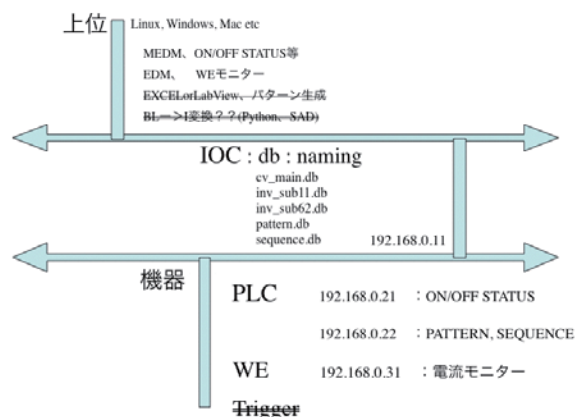 上位 Linux, Windows, Mac etc
MEDM、ON/OFF STATUS等
EDM、 WEモニター
EXCELorLabView、パターン生成
BLー＞I変換？？(Python、SAD)
IOC : db : naming
cv_main.db
inv_sub11.db
inv_sub62.db
pattern.db
sequence.db 192.168.0.11
機器
PLC 192.168.0.21 ：ON/OFF STATUS
192.168.0.22 ：PATTERN, SEQUENCE
WE 192.168.0.31 ：電流モニター
Trigger